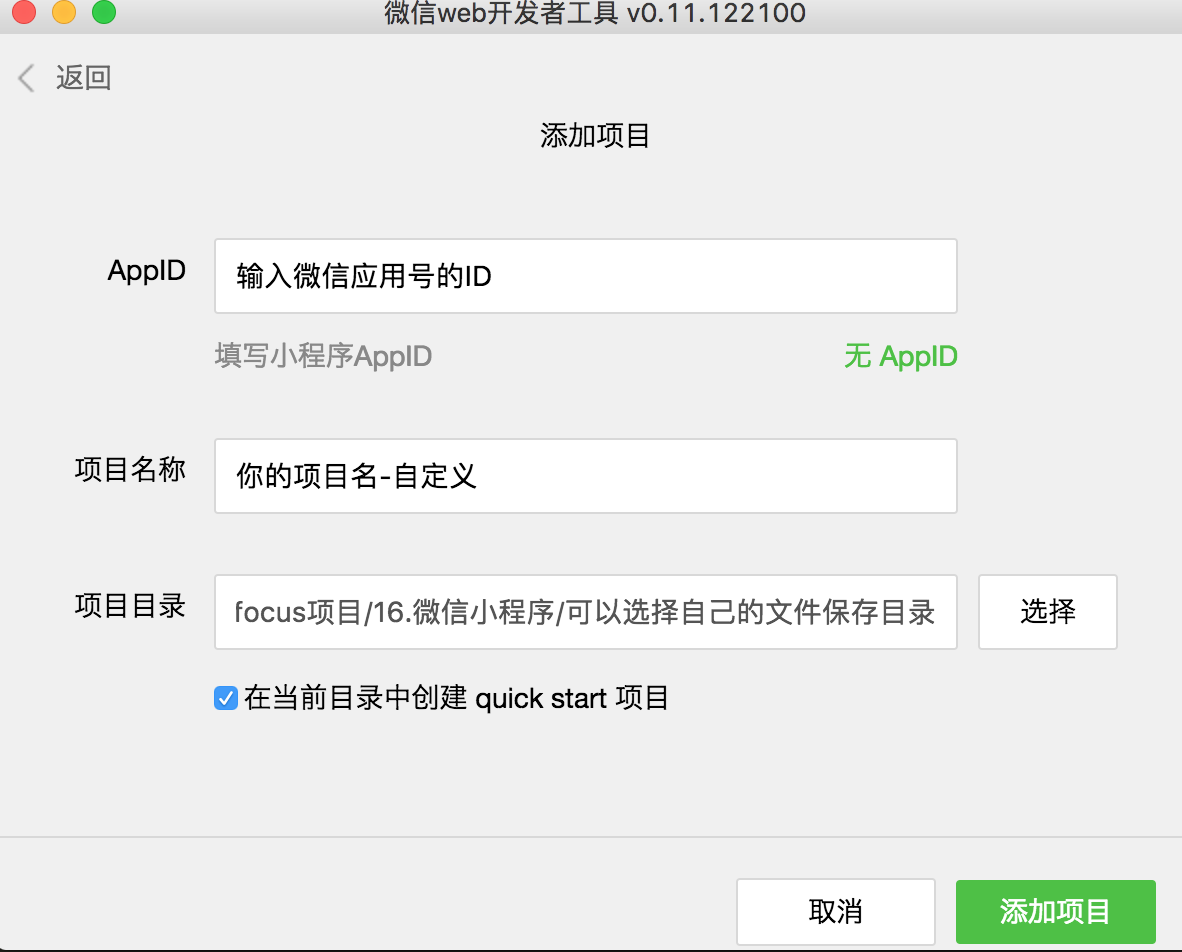 微信web开发者工具 v0.11.122100
返回
添加项目
AppID
输入微信应用号的ID
填写小程序AppID
无 AppID
项目名称
你的项目名-自定义
项目目录
focus项目/16.微信小程序/可以选择自己的文件保存目录
选择
在当前目录中创建 quick start 项目
取消
添加项目